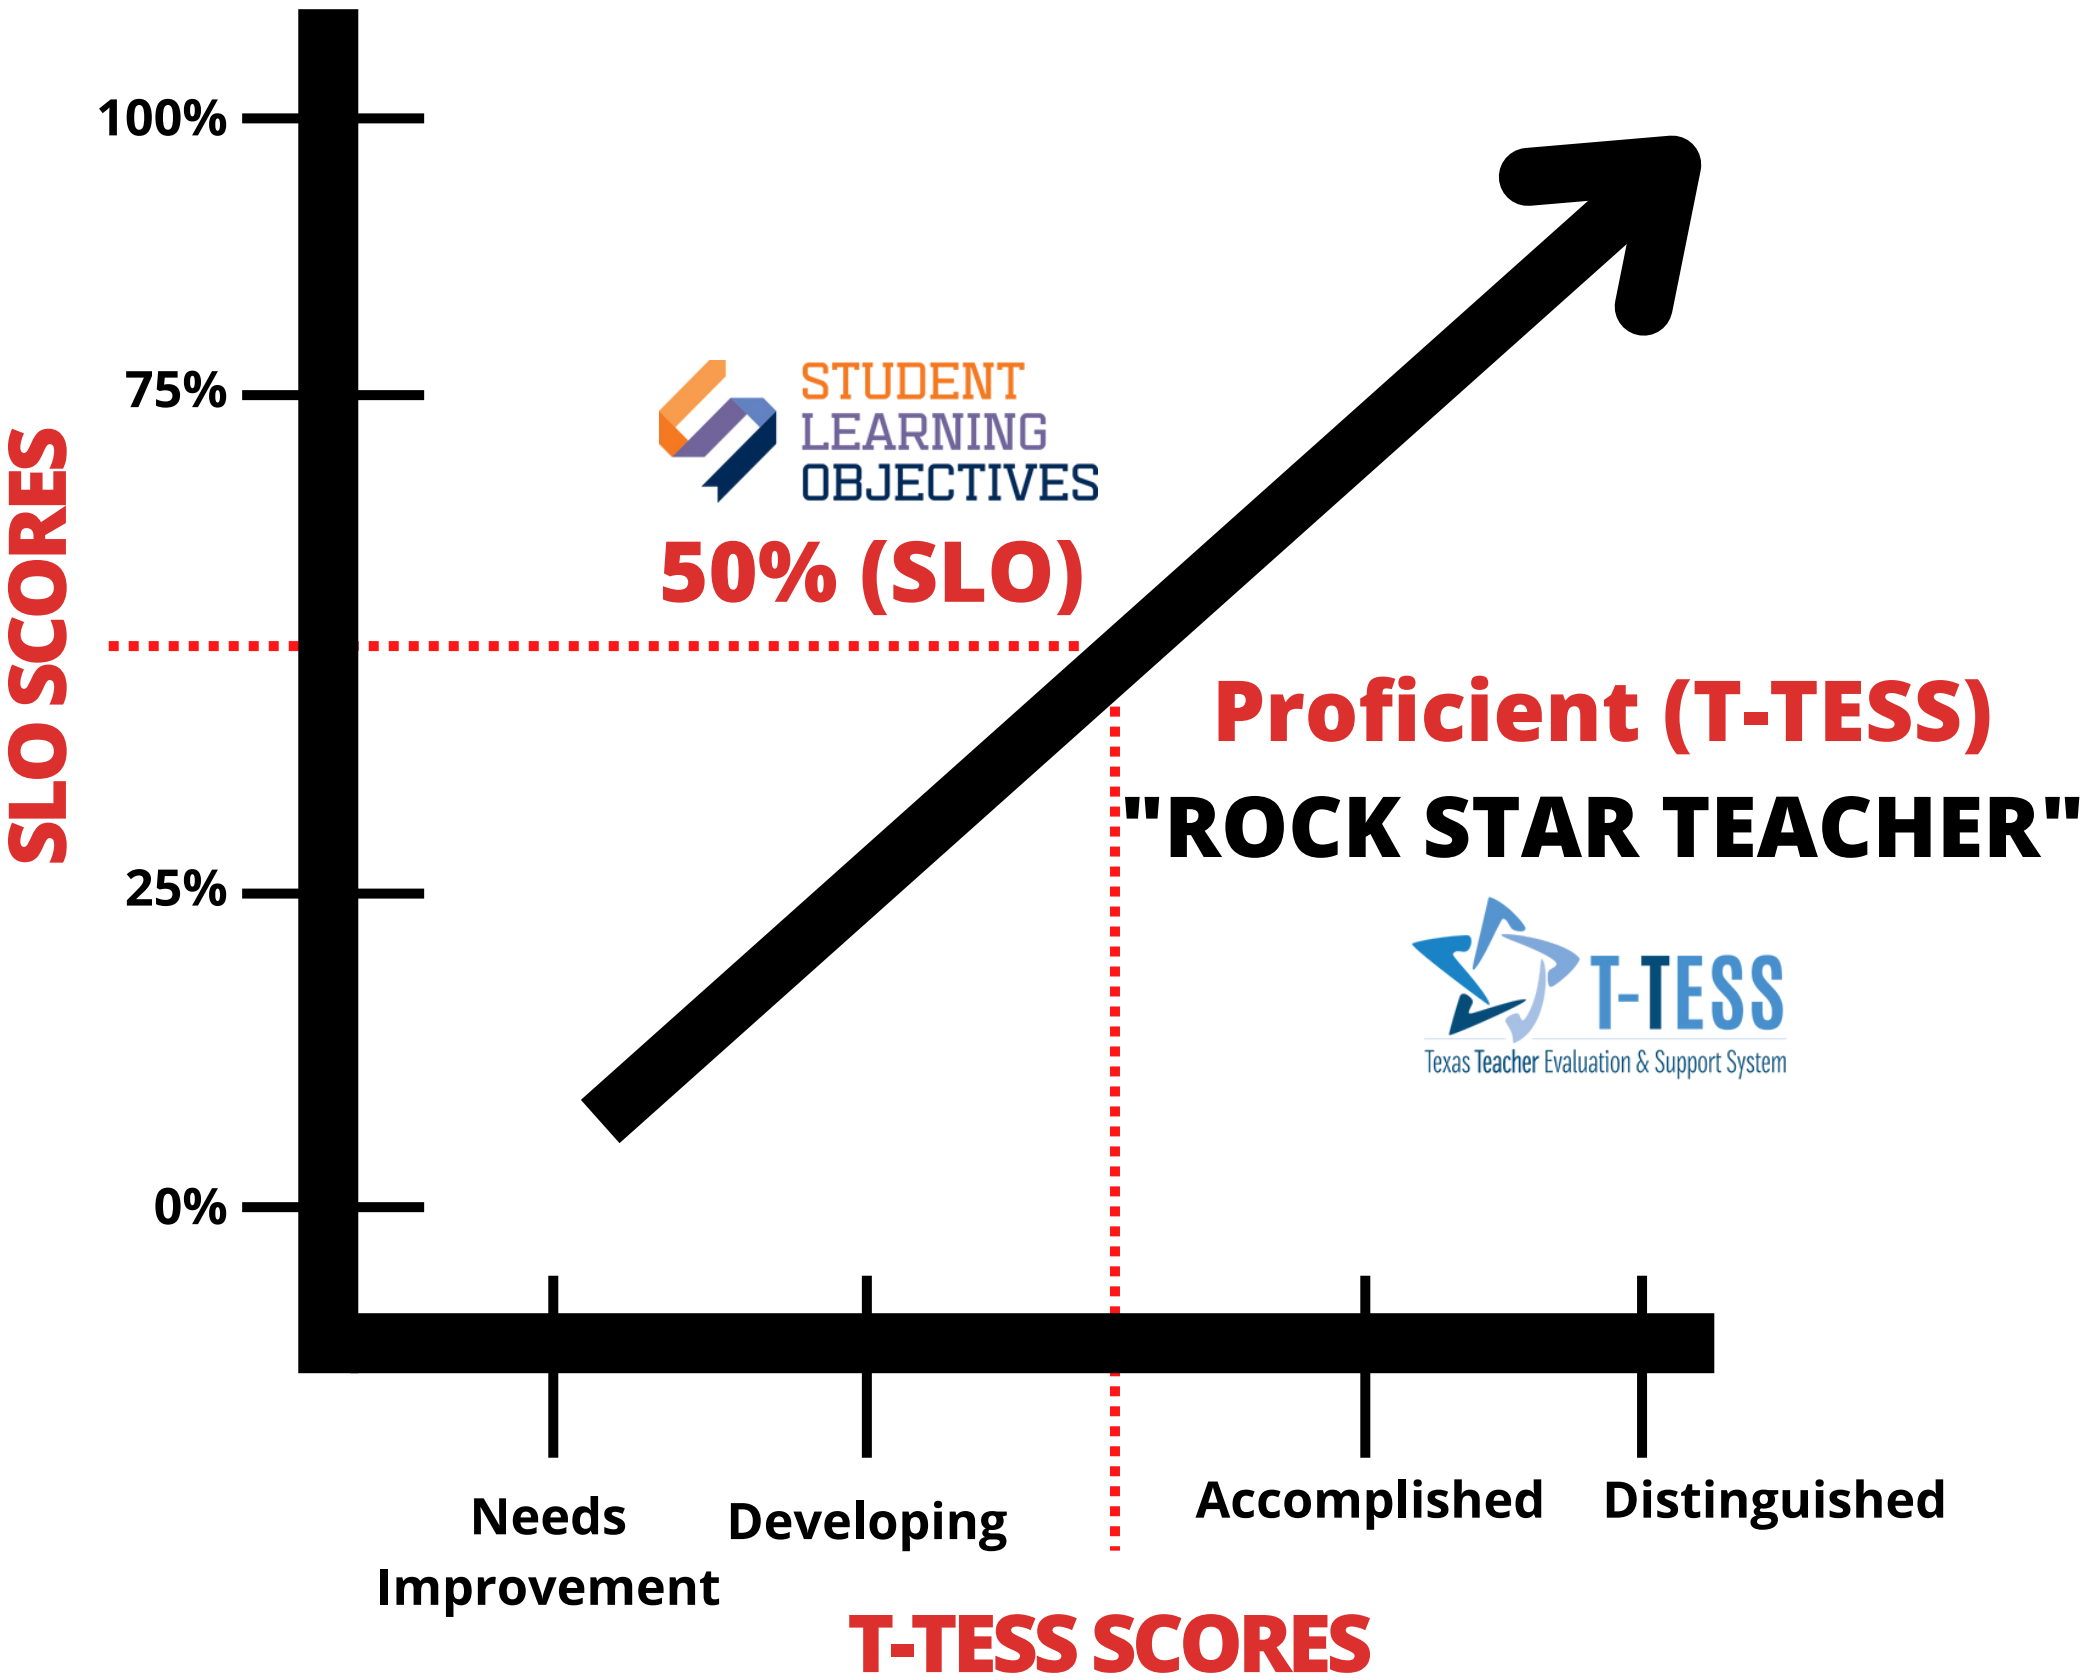 100%
75%
SLO SCORES
STUDENT
LEARNING
OBJECTIVES
50% (SLO)
Proficient (T-TESS)
"ROCK STAR TEACHER"
25%
T-TESS
Texas Teacher Evaluation & Support System
0%
Needs
Improvement
Developing
Accomplished
Distinguished
T-TESS SCORES